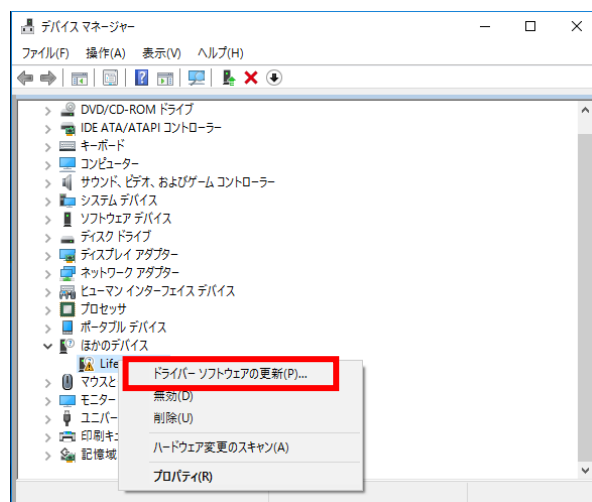 デバイス マネージャー
ファイル(F) 操作(A) 表示(V) ヘルプ(H)
DVD/CD-ROM ドライブ
IDE ATA/ATAPI コントローラー
キーボード
コンピューター
サウンド、ビデオ、およびゲーム コントローラー
システム デバイス
ソフトウェア デバイス
ディスク ドライブ
ディスプレイ アダプター
ネットワーク アダプター
ヒューマン インターフェイス デバイス
プロセッサ
ポータブル デバイス
ほかのデバイス
Life
マウスと
モニター
ユニバー
印刷キ
記憶域
ドライバー ソフトウェアの更新(P)...
無効(D)
削除(U)
ハードウェア変更のスキャン(A)
プロパティ(R)